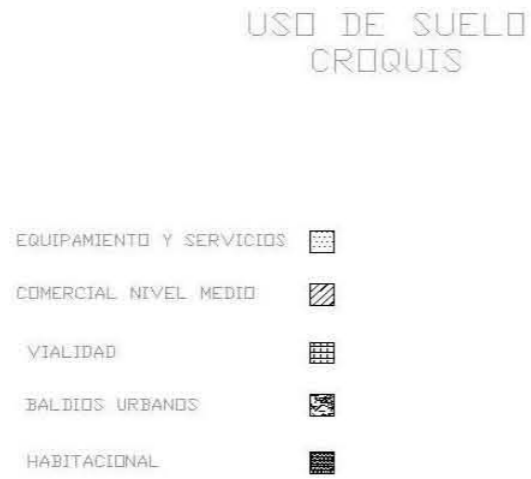 USO DE SUELO
CROQUIS
EQUIPAMIENTO Y SERVICIOS
COMERCIAL NIVEL MEDIO
VIALIDAD
BALDIOS URBANOS
HABITACIONAL